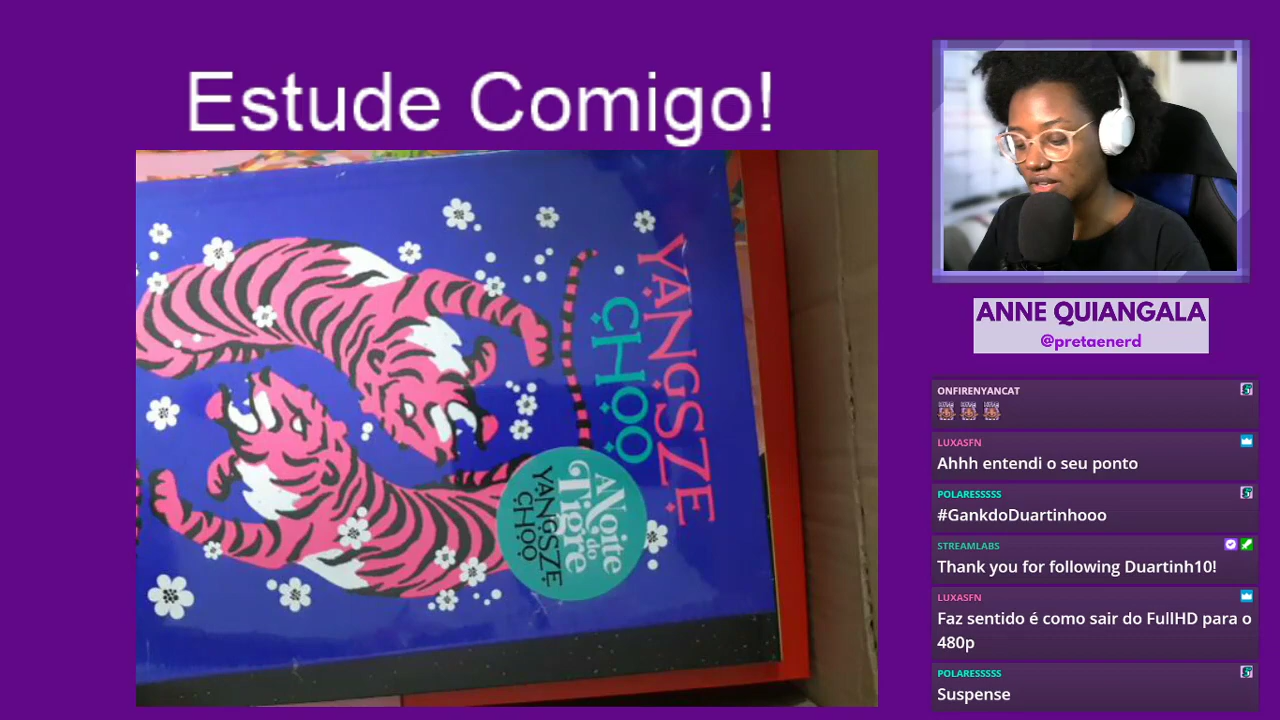 Estude Comigo!
YANGSZE
CHOO
A Noite
do
Tigre
YANGSZE
CHOO
ANNE QUIANGALA
@pretaenerd
ONFIRENYANCAT
LUXASFN
Ahhh entendi o seu ponto
POLARESSSSS
#GankdoDuartinhooo
STREAMLABS
Thank you for following Duartinh10!
LUXASFN
Faz sentido é como sair do FullHD para o
480p
POLARESSSSS
Suspense